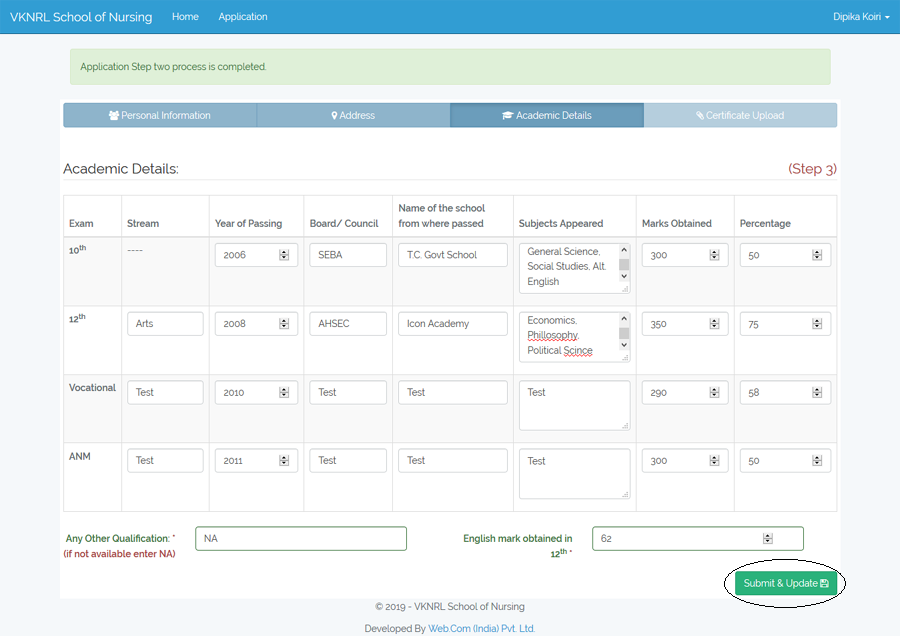 VKNRL School of Nursing Home Application Dipika Koiri
Application Step two process is completed.
Personal Information Address Academic Details Certificate Upload
Academic Details: (Step 3)
Exam Stream Year of Passing Board/ Council Name of the school from where passed Subjects Appeared Marks Obtained Percentage
10th ---- 2006 SEBA T.C. Govt School General Science, Social Studies, Alt. English 300 50
12th Arts 2008 AHSEC Icon Academy Economics, Phillosophy, Political Scince 350 75
Vocational Test 2010 Test Test Test 290 58
ANM Test 2011 Test Test Test 300 50
Any Other Qualification: * NA English mark obtained in 62
(if not available enter NA) 12th *
Submit & Update
© 2019 - VKNRL School of Nursing
Developed By Web.Com (India) Pvt. Ltd.